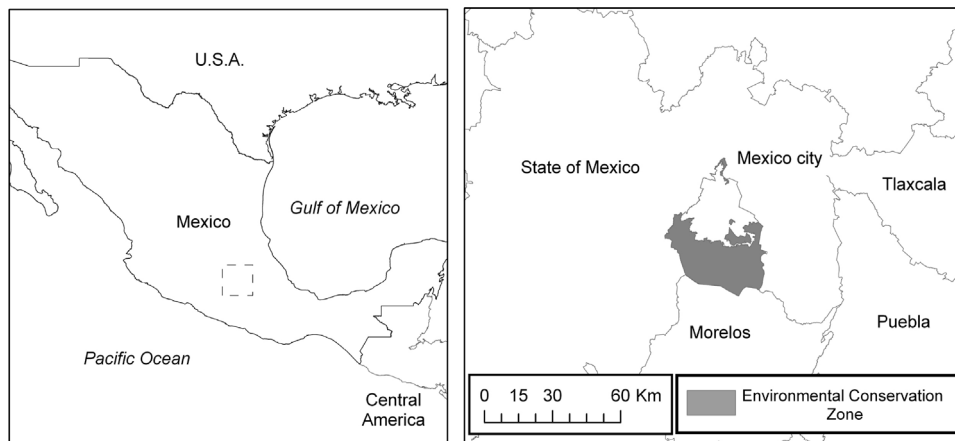 U.S.A.
Mexico
Gulf of Mexico
Pacific Ocean
Central
America
State of Mexico
Mexico city
Tlaxcala
Morelos
Puebla
0 15 30 60 Km
Environmental Conservation
Zone